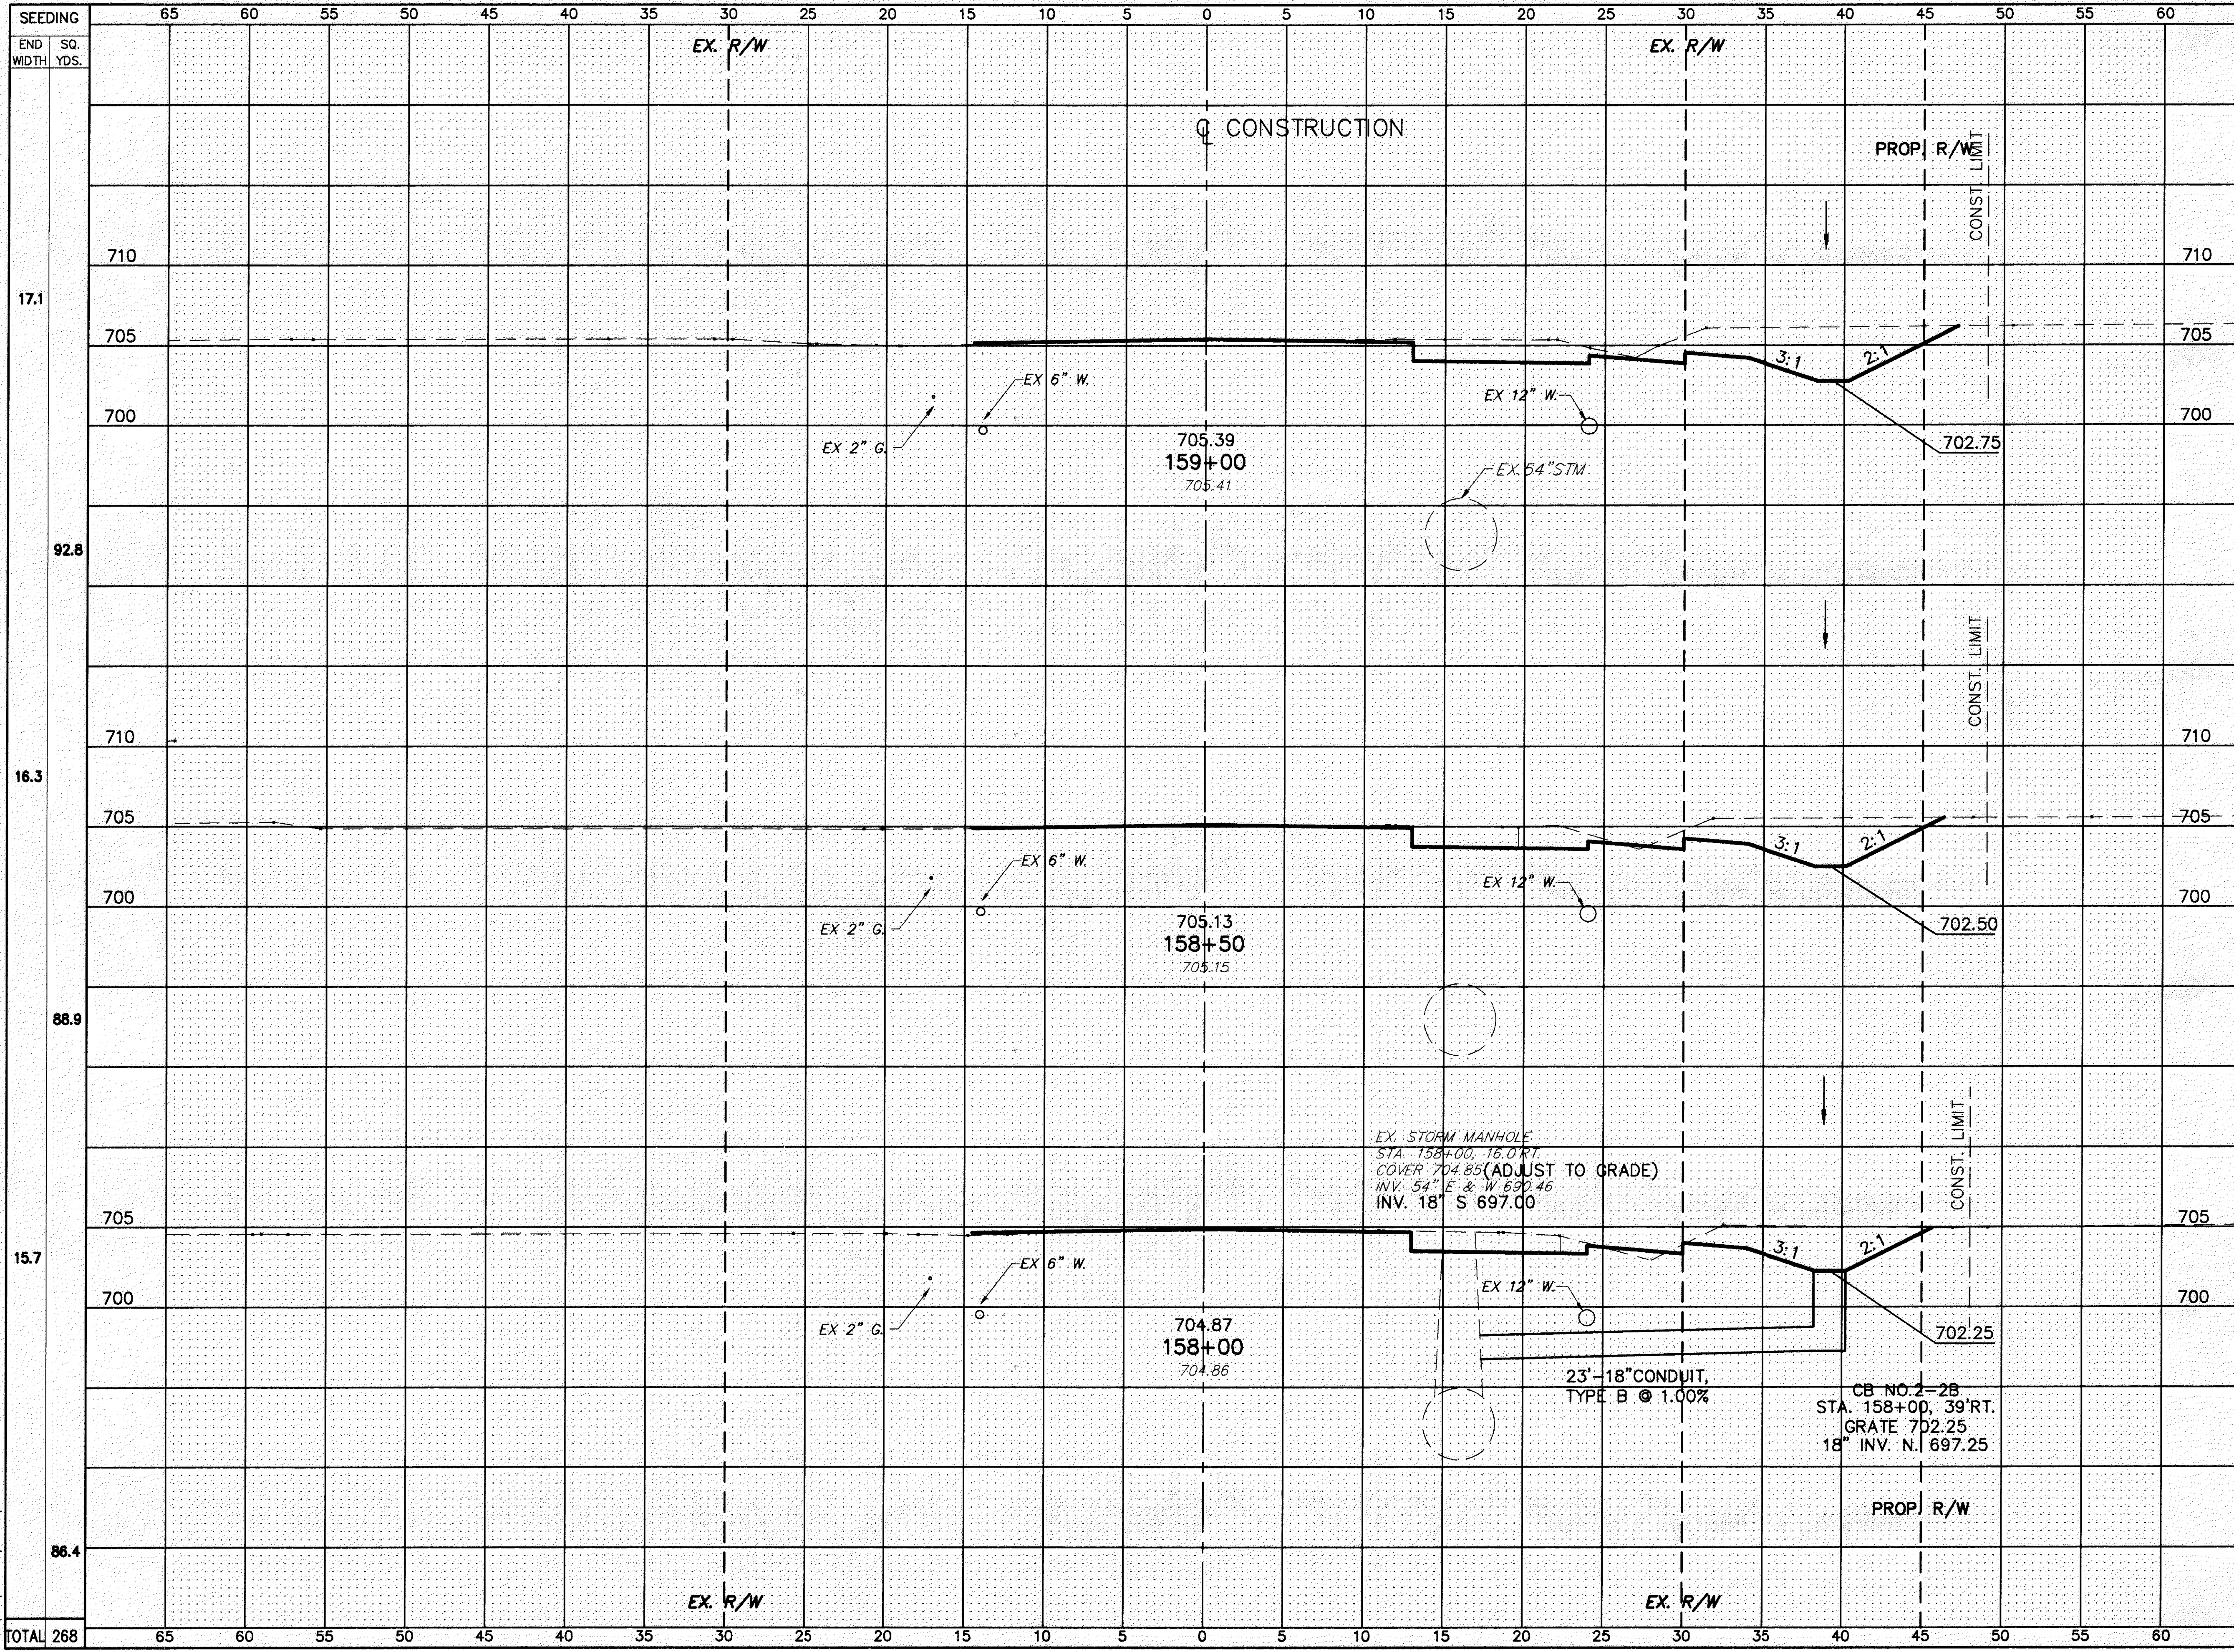 SEEDING
END WIDTH
SQ. YDS.
65 60 55 50 45 40 35 30 25 20 15 10 5 0 5 10 15 20 25 30 35 40 45 50 55 60
EX. R/W
EX. R/W
℄ CONSTRUCTION
PROP. R/W
CONST. LIMIT
710
710
17.1
705
705
3:1
2:1
EX 6" W.
EX 12" W.
700
700
EX 2" G.
705.39
159+00
705.41
702.75
EX. 54" STM
92.8
CONST. LIMIT
710
710
16.3
705
705
3:1
2:1
EX 6" W.
EX 12" W.
700
700
EX 2" G.
705.13
158+50
705.15
702.50
88.9
CONST. LIMIT
EX. STORM MANHOLE
STA. 158+00, 16.0'RT.
COVER 704.85 (ADJUST TO GRADE)
INV. 54" E & W 690.46
INV. 18" S 697.00
705
705
15.7
3:1
2:1
EX 6" W.
EX 12" W.
700
700
EX 2" G.
704.87
158+00
704.86
702.25
23'-18" CONDUIT,
TYPE B @ 1.00%
CB NO.2-2B
STA. 158+00, 39'RT.
GRATE 702.25
18" INV. N. 697.25
PROP. R/W
86.4
EX. R/W
EX. R/W
TOTAL 268
65 60 55 50 45 40 35 30 25 20 15 10 5 0 5 10 15 20 25 30 35 40 45 50 55 60